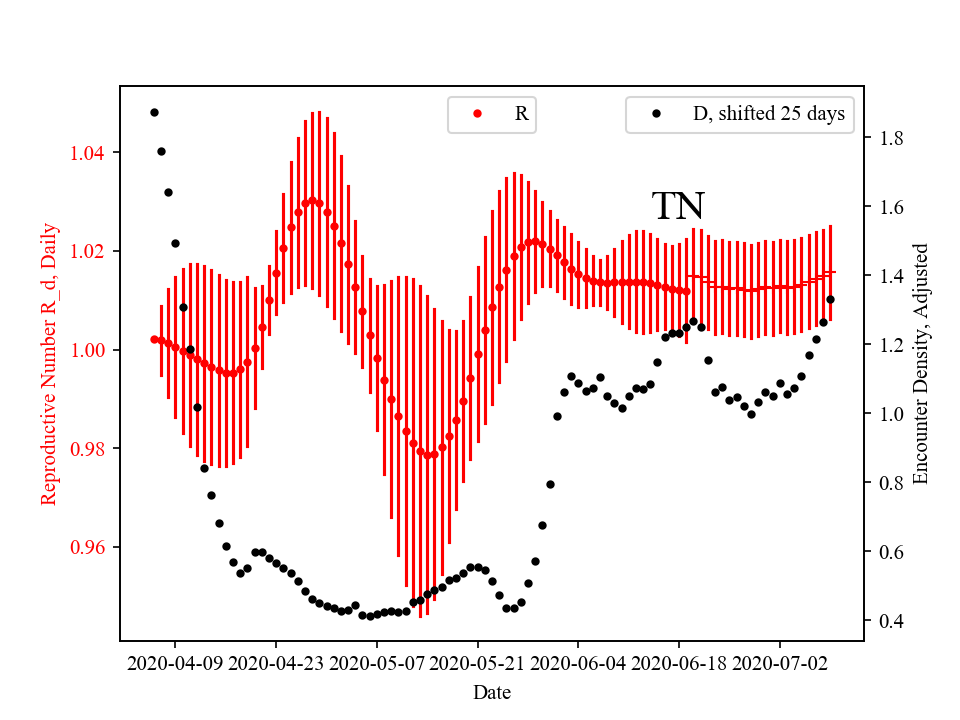 R
D, shifted 25 days
TN
1.04
1.02
1.00
0.98
0.96
Reproductive Number R_d, Daily
1.8
1.6
1.4
1.2
1.0
0.8
0.6
0.4
Encounter Density, Adjusted
2020-04-09 2020-04-23 2020-05-07 2020-05-21 2020-06-04 2020-06-18 2020-07-02
Date